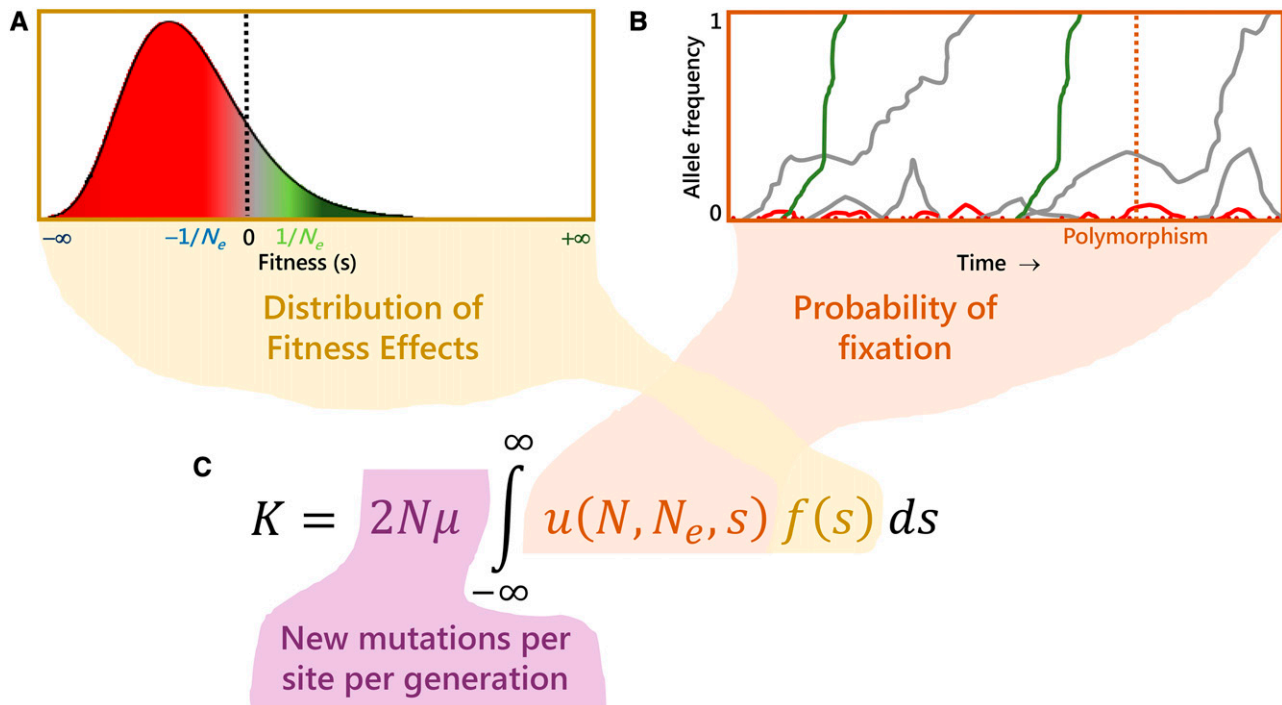 A
−∞ −1/Nₑ 0 1/Nₑ +∞
Fitness (s)
Distribution of
Fitness Effects
B
Allele frequency
1
0
Polymorphism
Time →
Probability of
fixation
C
K = 2Nμ ∫_{−∞}^{∞} u(N, Nₑ, s) f(s) ds
New mutations per
site per generation